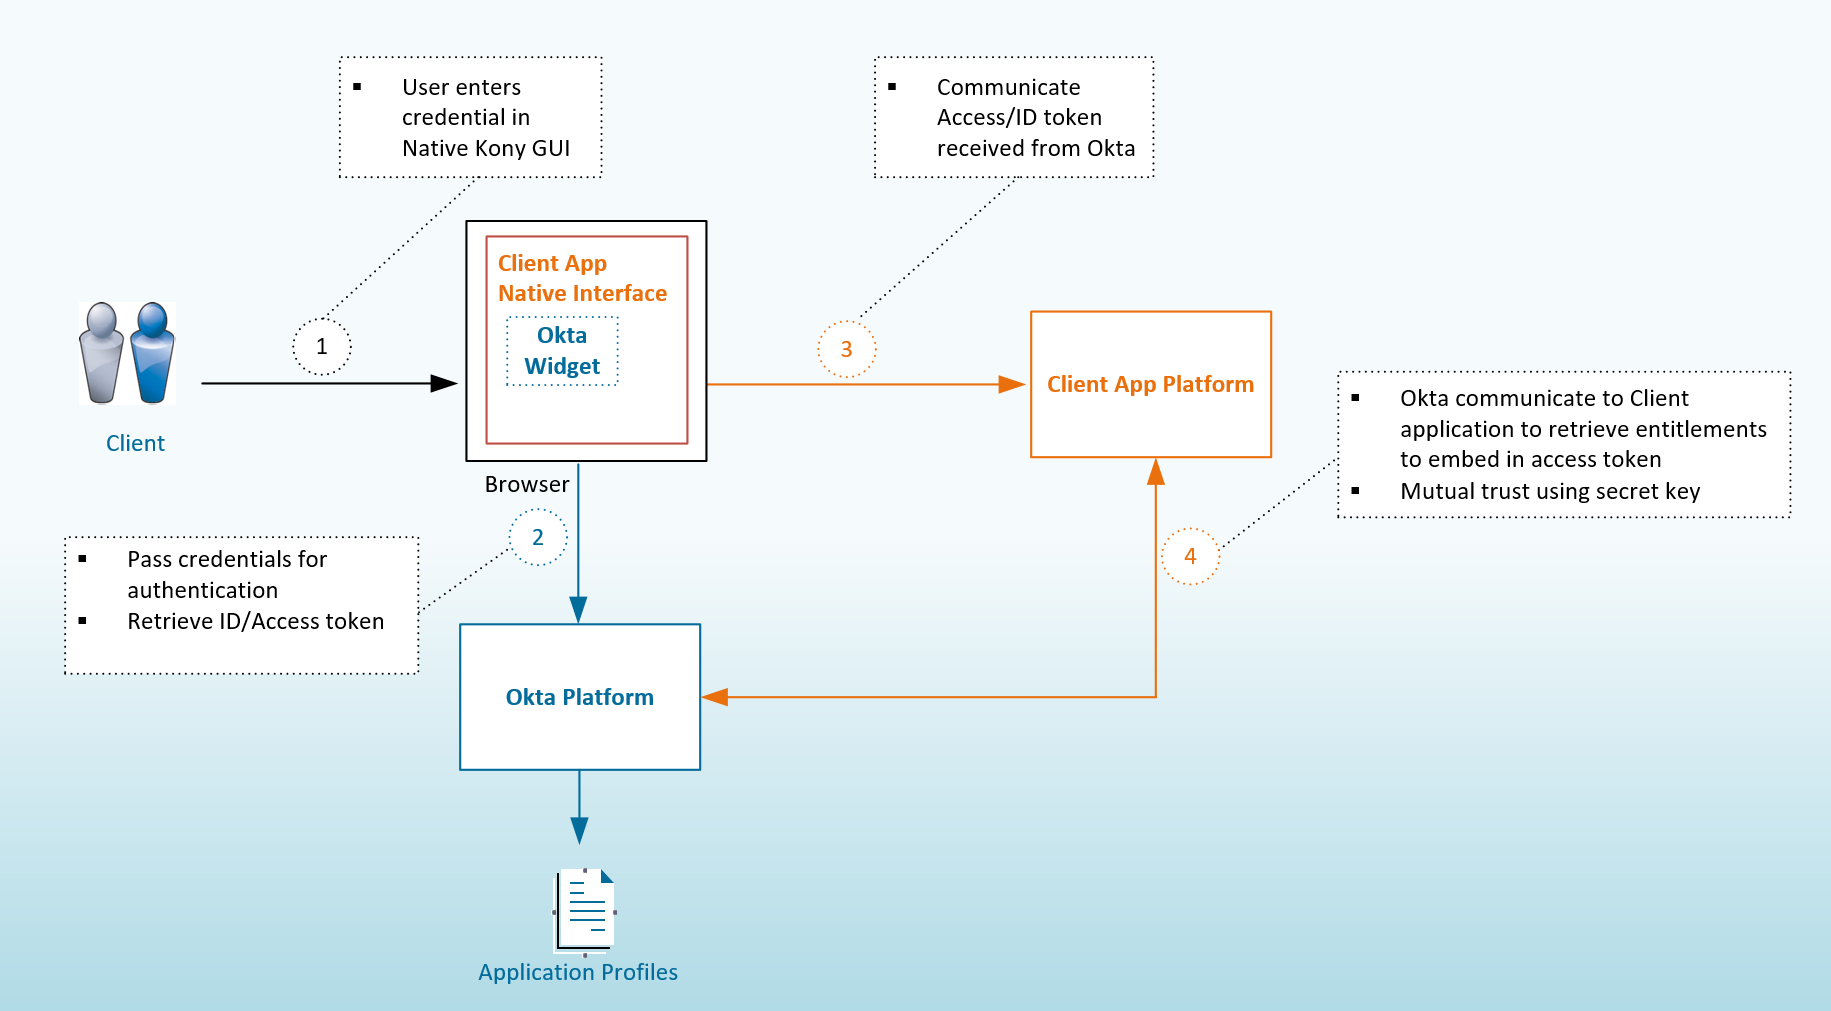 ▪ User enters
credential in
Native Kony GUI
▪ Communicate
Access/ID token
received from Okta
Client App
Native Interface
Okta
Widget
1
3
Client App Platform
▪ Okta communicate to Client
application to retrieve entitlements
to embed in access token
▪ Mutual trust using secret key
Client
Browser
2
4
▪ Pass credentials for
authentication
▪ Retrieve ID/Access token
Okta Platform
Application Profiles